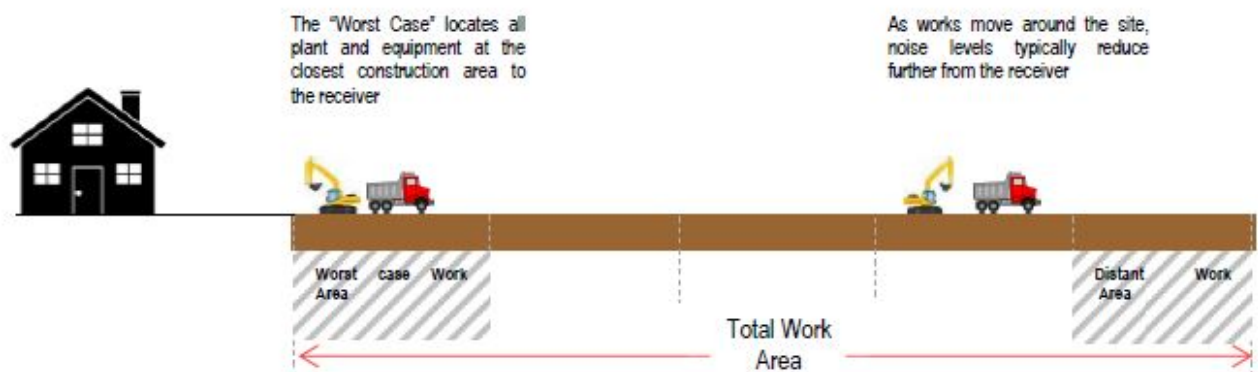 The “Worst Case” locates all
plant and equipment at the
closest construction area to
the receiver
As works move around the site,
noise levels typically reduce
further from the receiver
Worst case Work
Area
Distant Work
Area
Total Work
Area